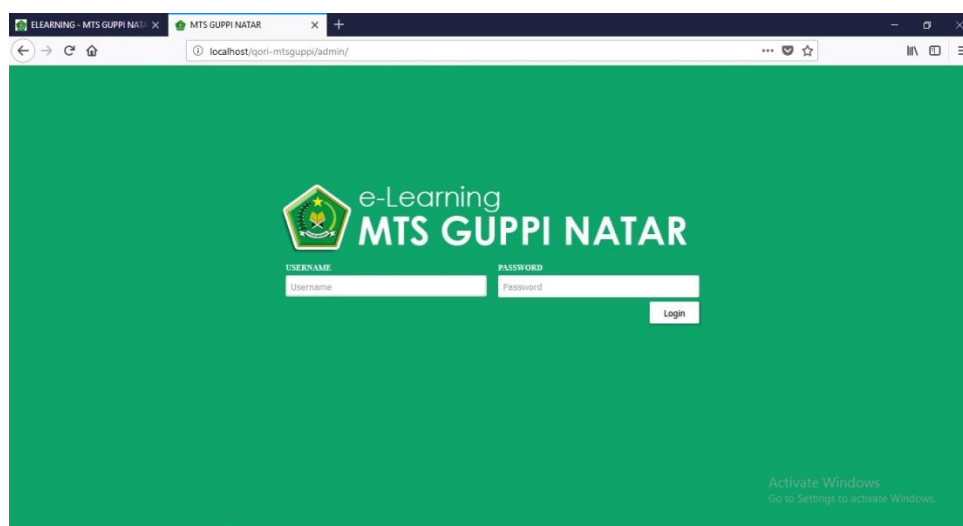 ELEARNING - MTS GUPPI NATA
MTS GUPPI NATAR
localhost/qori-mtsguppi/admin/
e-Learning
MTS GUPPI NATAR
USERNAME
PASSWORD
Username
Password
Login
Activate Windows
Go to Settings to activate Windows.